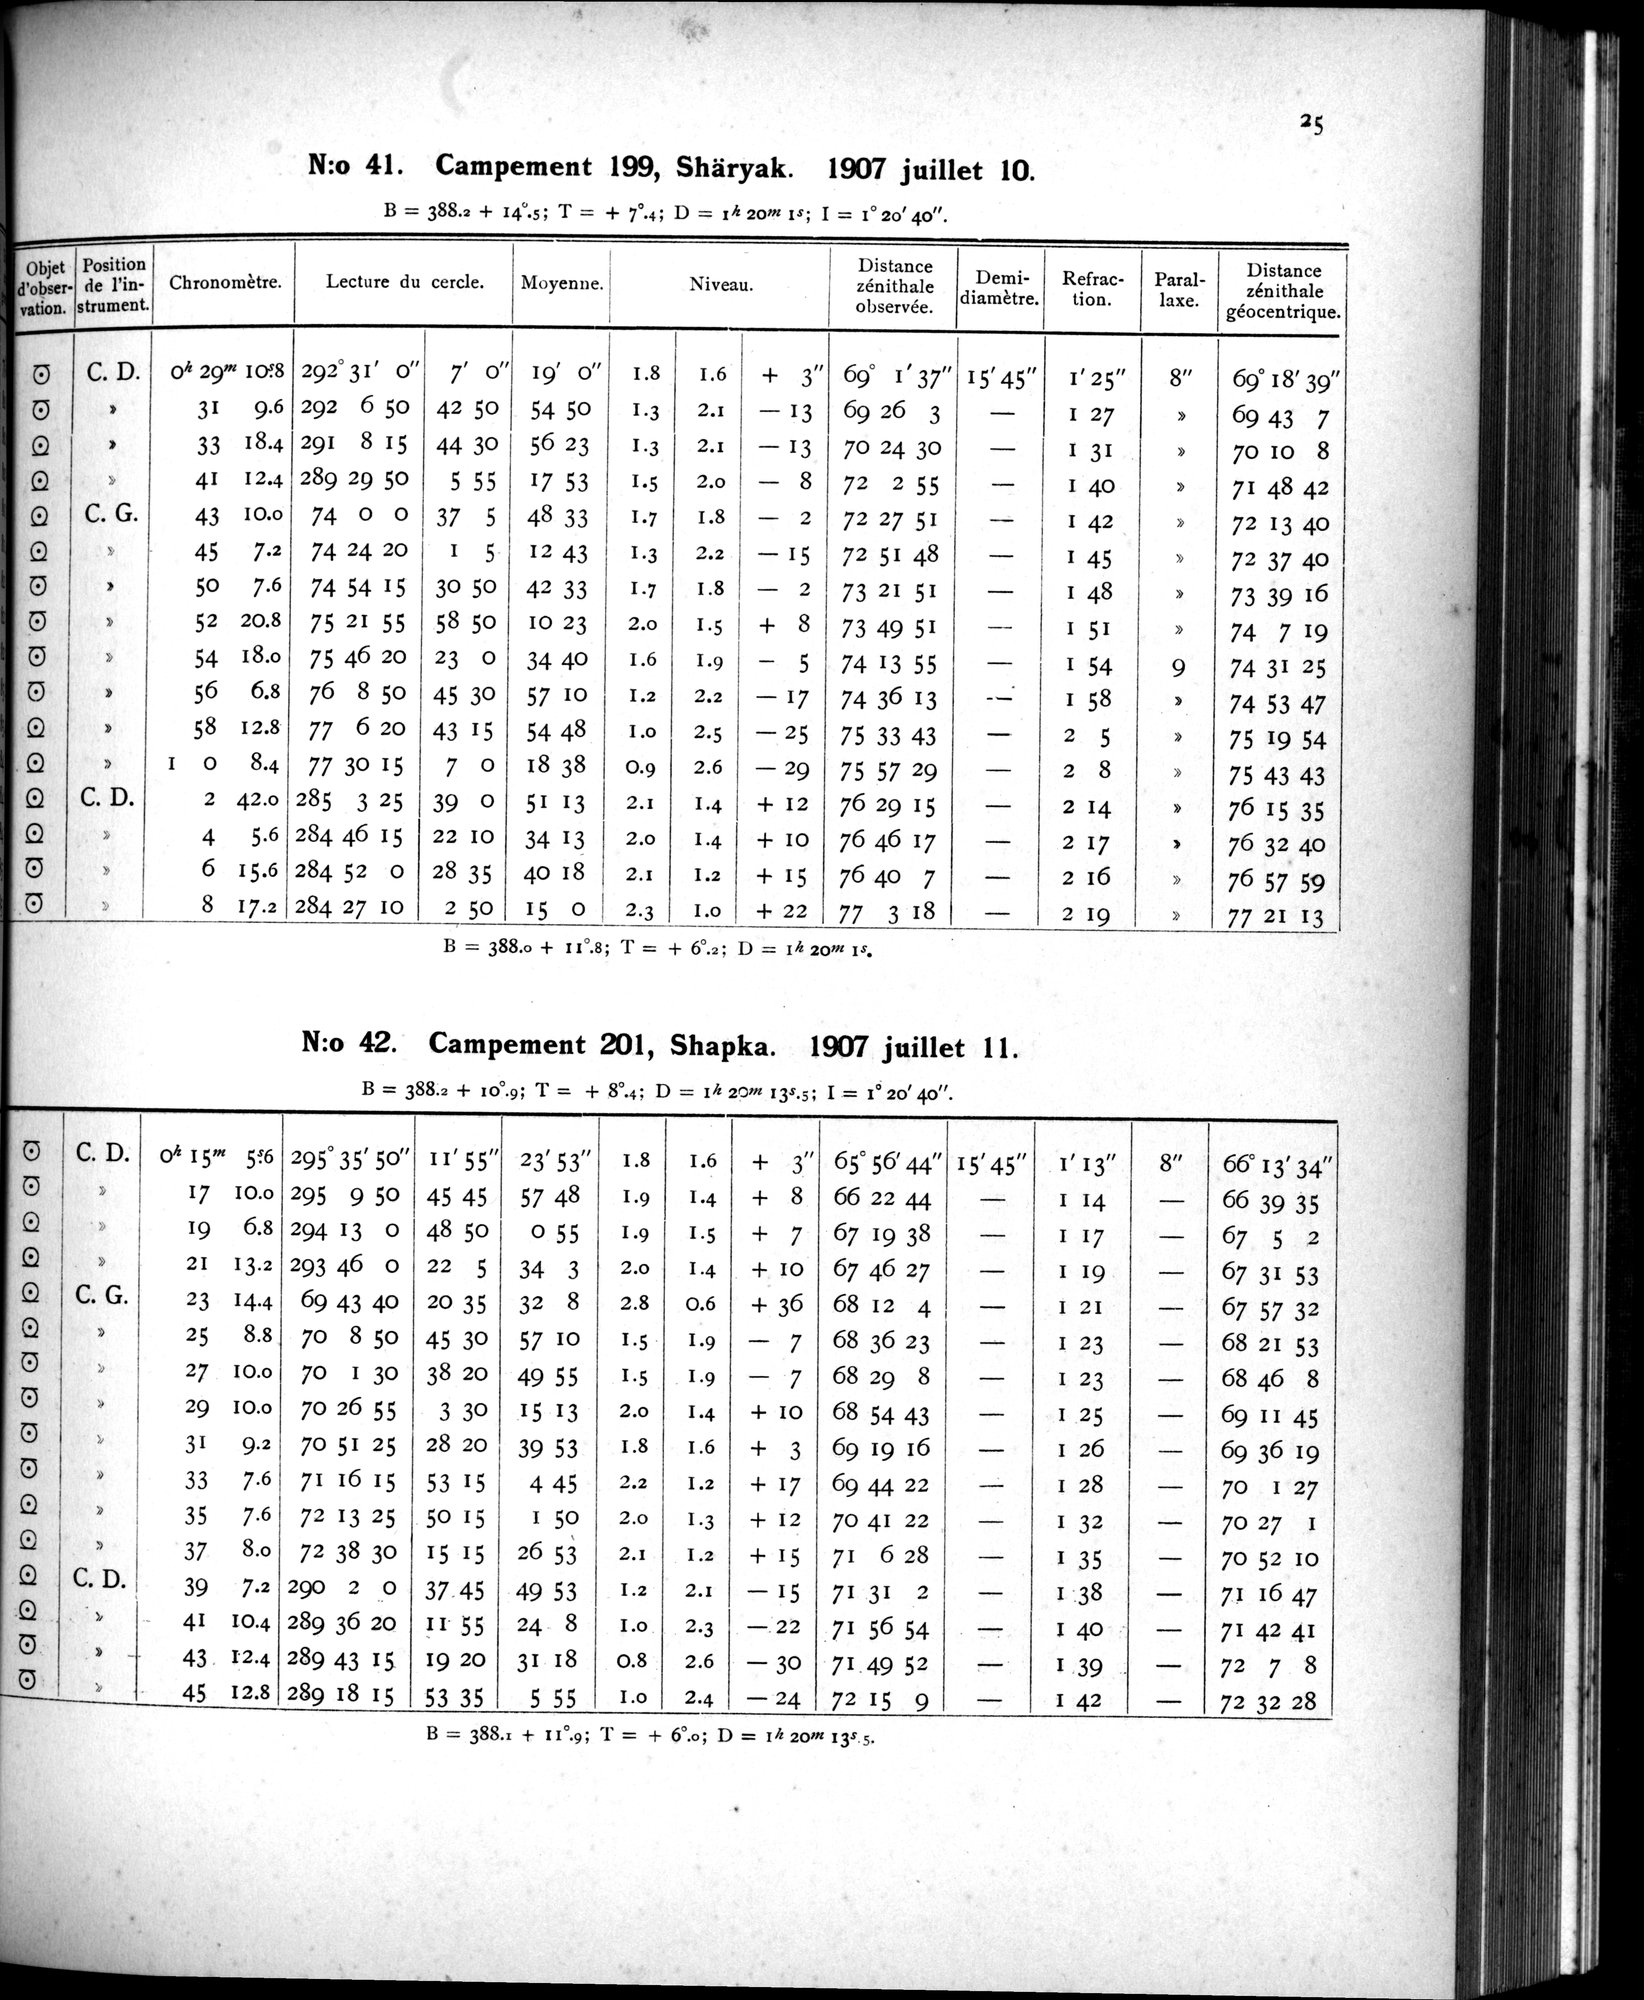 25
N:o 41. Campement 199, Shäryak. 1907 juillet 10.
B = 388.2 + 14°.5; T = + 7°.4; D = 1h 20m 1s; I = 1° 20′ 40″.
Objet d'obser-vation. Position de l'in-strument. Chronomètre. Lecture du cercle. Moyenne. Niveau. Distance zénithale observée. Demi-diamètre. Refrac-tion. Paral-laxe. Distance zénithale géocentrique.
C. D. 0h 29m 10s.8 292° 31′ 0″ 7′ 0″ 19′ 0″ 1.8 1.6 + 3″ 69° 1′ 37″ 15′ 45″ 1′ 25″ 8″ 69° 18′ 39″
» 31 9.6 292 6 50 42 50 54 50 1.3 2.1 — 13 69 26 3 — 1 27 » 69 43 7
» 33 18.4 291 8 15 44 30 56 23 1.3 2.1 — 13 70 24 30 — 1 31 » 70 10 8
» 41 12.4 289 29 50 5 55 17 53 1.5 2.0 — 8 72 2 55 — 1 40 » 71 48 42
C. G. 43 10.0 74 0 0 37 5 48 33 1.7 1.8 — 2 72 27 51 — 1 42 » 72 13 40
» 45 7.2 74 24 20 1 5 12 43 1.3 2.2 — 15 72 51 48 — 1 45 » 72 37 40
» 50 7.6 74 54 15 30 50 42 33 1.7 1.8 — 2 73 21 51 — 1 48 » 73 39 16
» 52 20.8 75 21 55 58 50 10 23 2.0 1.5 + 8 73 49 51 — 1 51 » 74 7 19
» 54 18.0 75 46 20 23 0 34 40 1.6 1.9 — 5 74 13 55 — 1 54 9 74 31 25
» 56 6.8 76 8 50 45 30 57 10 1.2 2.2 — 17 74 36 13 — 1 58 » 74 53 47
» 58 12.8 77 6 20 43 15 54 48 1.0 2.5 — 25 75 33 43 — 2 5 » 75 19 54
» 1 0 8.4 77 30 15 7 0 18 38 0.9 2.6 — 29 75 57 29 — 2 8 » 75 43 43
C. D. 2 42.0 285 3 25 39 0 51 13 2.1 1.4 + 12 76 29 15 — 2 14 » 76 15 35
» 4 5.6 284 46 15 22 10 34 13 2.0 1.4 + 10 76 46 17 — 2 17 » 76 32 40
» 6 15.6 284 52 0 28 35 40 18 2.1 1.2 + 15 76 40 7 — 2 16 » 76 57 59
» 8 17.2 284 27 10 2 50 15 0 2.3 1.0 + 22 77 3 18 — 2 19 » 77 21 13
B = 388.0 + 11°.8; T = + 6°.2; D = 1h 20m 1s.
N:o 42. Campement 201, Shapka. 1907 juillet 11.
B = 388.2 + 10°.9; T = + 8°.4; D = 1h 20m 13s.5; I = 1° 20′ 40″.
C. D. 0h 15m 5s.6 295° 35′ 50″ 11′ 55″ 23′ 53″ 1.8 1.6 + 3″ 65° 56′ 44″ 15′ 45″ 1′ 13″ 8″ 66° 13′ 34″
» 17 10.0 295 9 50 45 45 57 48 1.9 1.4 + 8 66 22 44 — 1 14 — 66 39 35
» 19 6.8 294 13 0 48 50 0 55 1.9 1.5 + 7 67 19 38 — 1 17 — 67 5 2
» 21 13.2 293 46 0 22 5 34 3 2.0 1.4 + 10 67 46 27 — 1 19 — 67 31 53
C. G. 23 14.4 69 43 40 20 35 32 8 2.8 0.6 + 36 68 12 4 — 1 21 — 67 57 32
» 25 8.8 70 8 50 45 30 57 10 1.5 1.9 — 7 68 36 23 — 1 23 — 68 21 53
» 27 10.0 70 1 30 38 20 49 55 1.5 1.9 — 7 68 29 8 — 1 23 — 68 46 8
» 29 10.0 70 26 55 3 30 15 13 2.0 1.4 + 10 68 54 43 — 1 25 — 69 11 45
» 31 9.2 70 51 25 28 20 39 53 1.8 1.6 + 3 69 19 16 — 1 26 — 69 36 19
» 33 7.6 71 16 15 53 15 4 45 2.2 1.2 + 17 69 44 22 — 1 28 — 70 1 27
» 35 7.6 72 13 25 50 15 1 50 2.0 1.3 + 12 70 41 22 — 1 32 — 70 27 1
» 37 8.0 72 38 30 15 15 26 53 2.1 1.2 + 15 71 6 28 — 1 35 — 70 52 10
C. D. 39 7.2 290 2 0 37 45 49 53 1.2 2.1 — 15 71 31 2 — 1 38 — 71 16 47
» 41 10.4 289 36 20 11 55 24 8 1.0 2.3 — 22 71 56 54 — 1 40 — 71 42 41
» 43 12.4 289 43 15 19 20 31 18 0.8 2.6 — 30 71 49 52 — 1 39 — 72 7 8
» 45 12.8 289 18 15 53 35 5 55 1.0 2.4 — 24 72 15 9 — 1 42 — 72 32 28
B = 388.1 + 11°.9; T = + 6°.0; D = 1h 20m 13s.5.